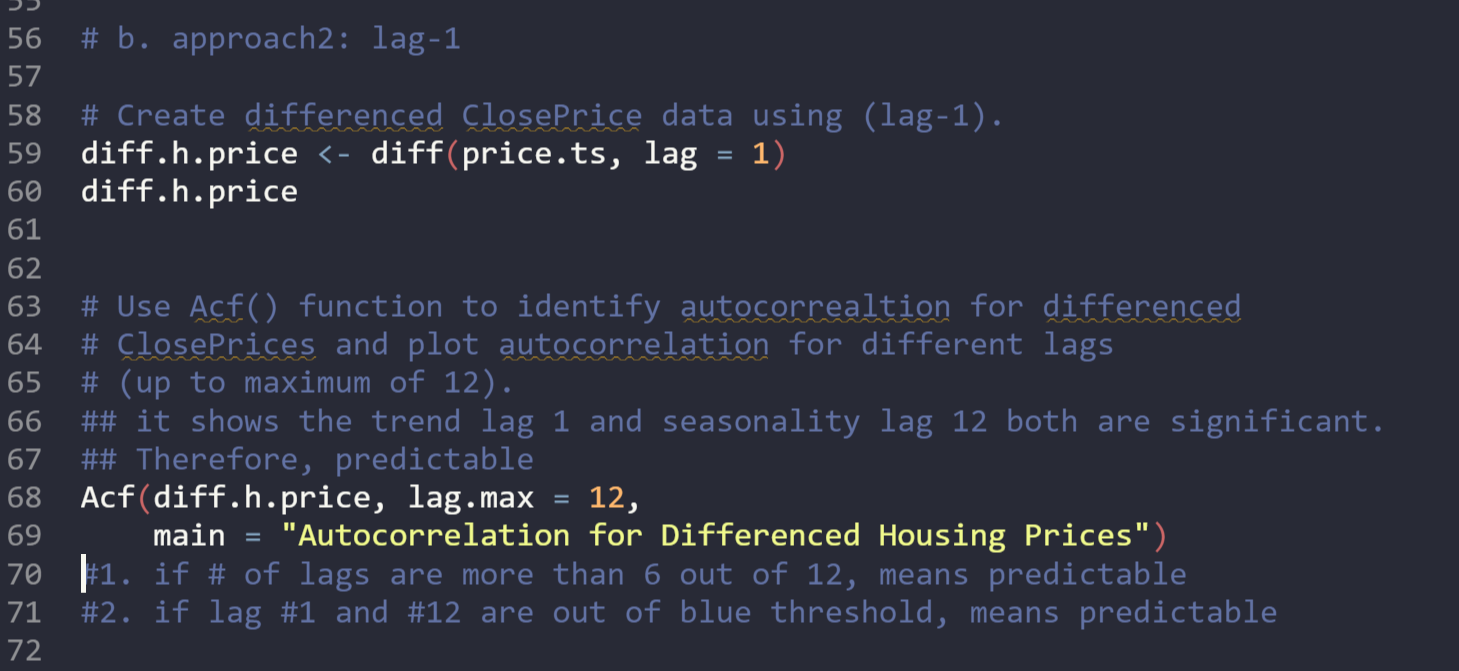 55
56 # b. approach2: lag-1
57
58 # Create differenced ClosePrice data using (lag-1).
59 diff.h.price <- diff(price.ts, lag = 1)
60 diff.h.price
61
62
63 # Use Acf() function to identify autocorrealtion for differenced
64 # ClosePrices and plot autocorrelation for different lags
65 # (up to maximum of 12).
66 ## it shows the trend lag 1 and seasonality lag 12 both are significant.
67 ## Therefore, predictable
68 Acf(diff.h.price, lag.max = 12,
69     main = "Autocorrelation for Differenced Housing Prices")
70 #1. if # of lags are more than 6 out of 12, means predictable
71 #2. if lag #1 and #12 are out of blue threshold, means predictable
72